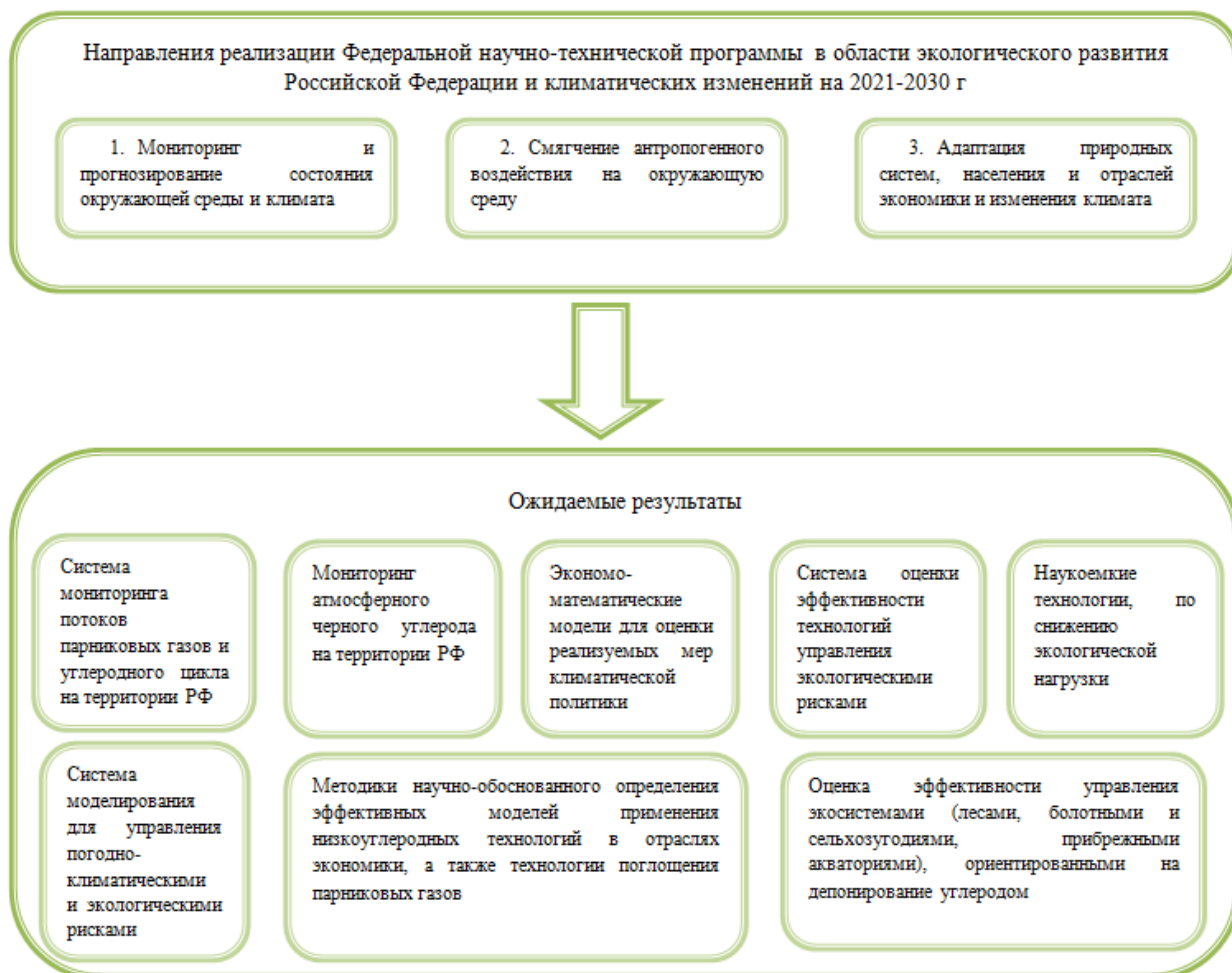 Направления реализации Федеральной научно-технической программы в области экологического развития
Российской Федерации и климатических изменений на 2021-2030 г
1. Мониторинг и
прогнозирование состояния
окружающей среды и климата
2. Смягчение антропогенного
воздействия на окружающую
среду
3. Адаптация природных
систем, населения и отраслей
экономики и изменения климата
Ожидаемые результаты
Система
мониторинга
потоков
парниковых газов и
углеродного цикла
на территории РФ
Мониторинг
атмосферного
черного углерода
на территории РФ
Экономо-
математические
модели для оценки
реализуемых мер
климатической
политики
Система оценки
эффективности
технологий
управления
экологическими
рисками
Наукоемкие
технологии, по
снижению
экологической
нагрузки
Система
моделирования
для управления
погодно-
климатическими
и экологическими
рисками
Методики научно-обоснованного определения
эффективных моделей применения
низкоуглеродных технологий в отраслях
экономики, а также технологии поглощения
парниковых газов
Оценка эффективности управления
экосистемами (лесами, болотными и
сельхозугодиями, прибрежными
акваториями), ориентированными на
депонирование углеродом